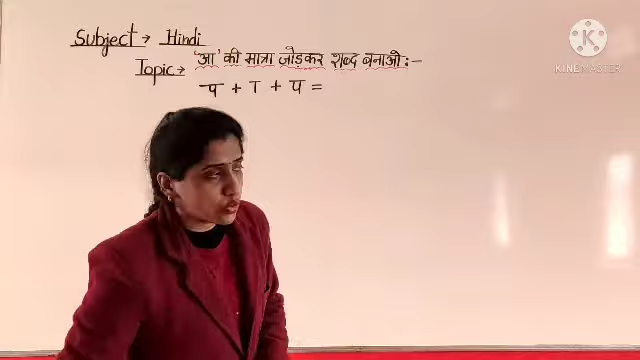 Subject → Hindi
Topic → 'आ' की मात्रा जोड़कर शब्द बनाओ :-
प + ा + प =
KINEMASTER